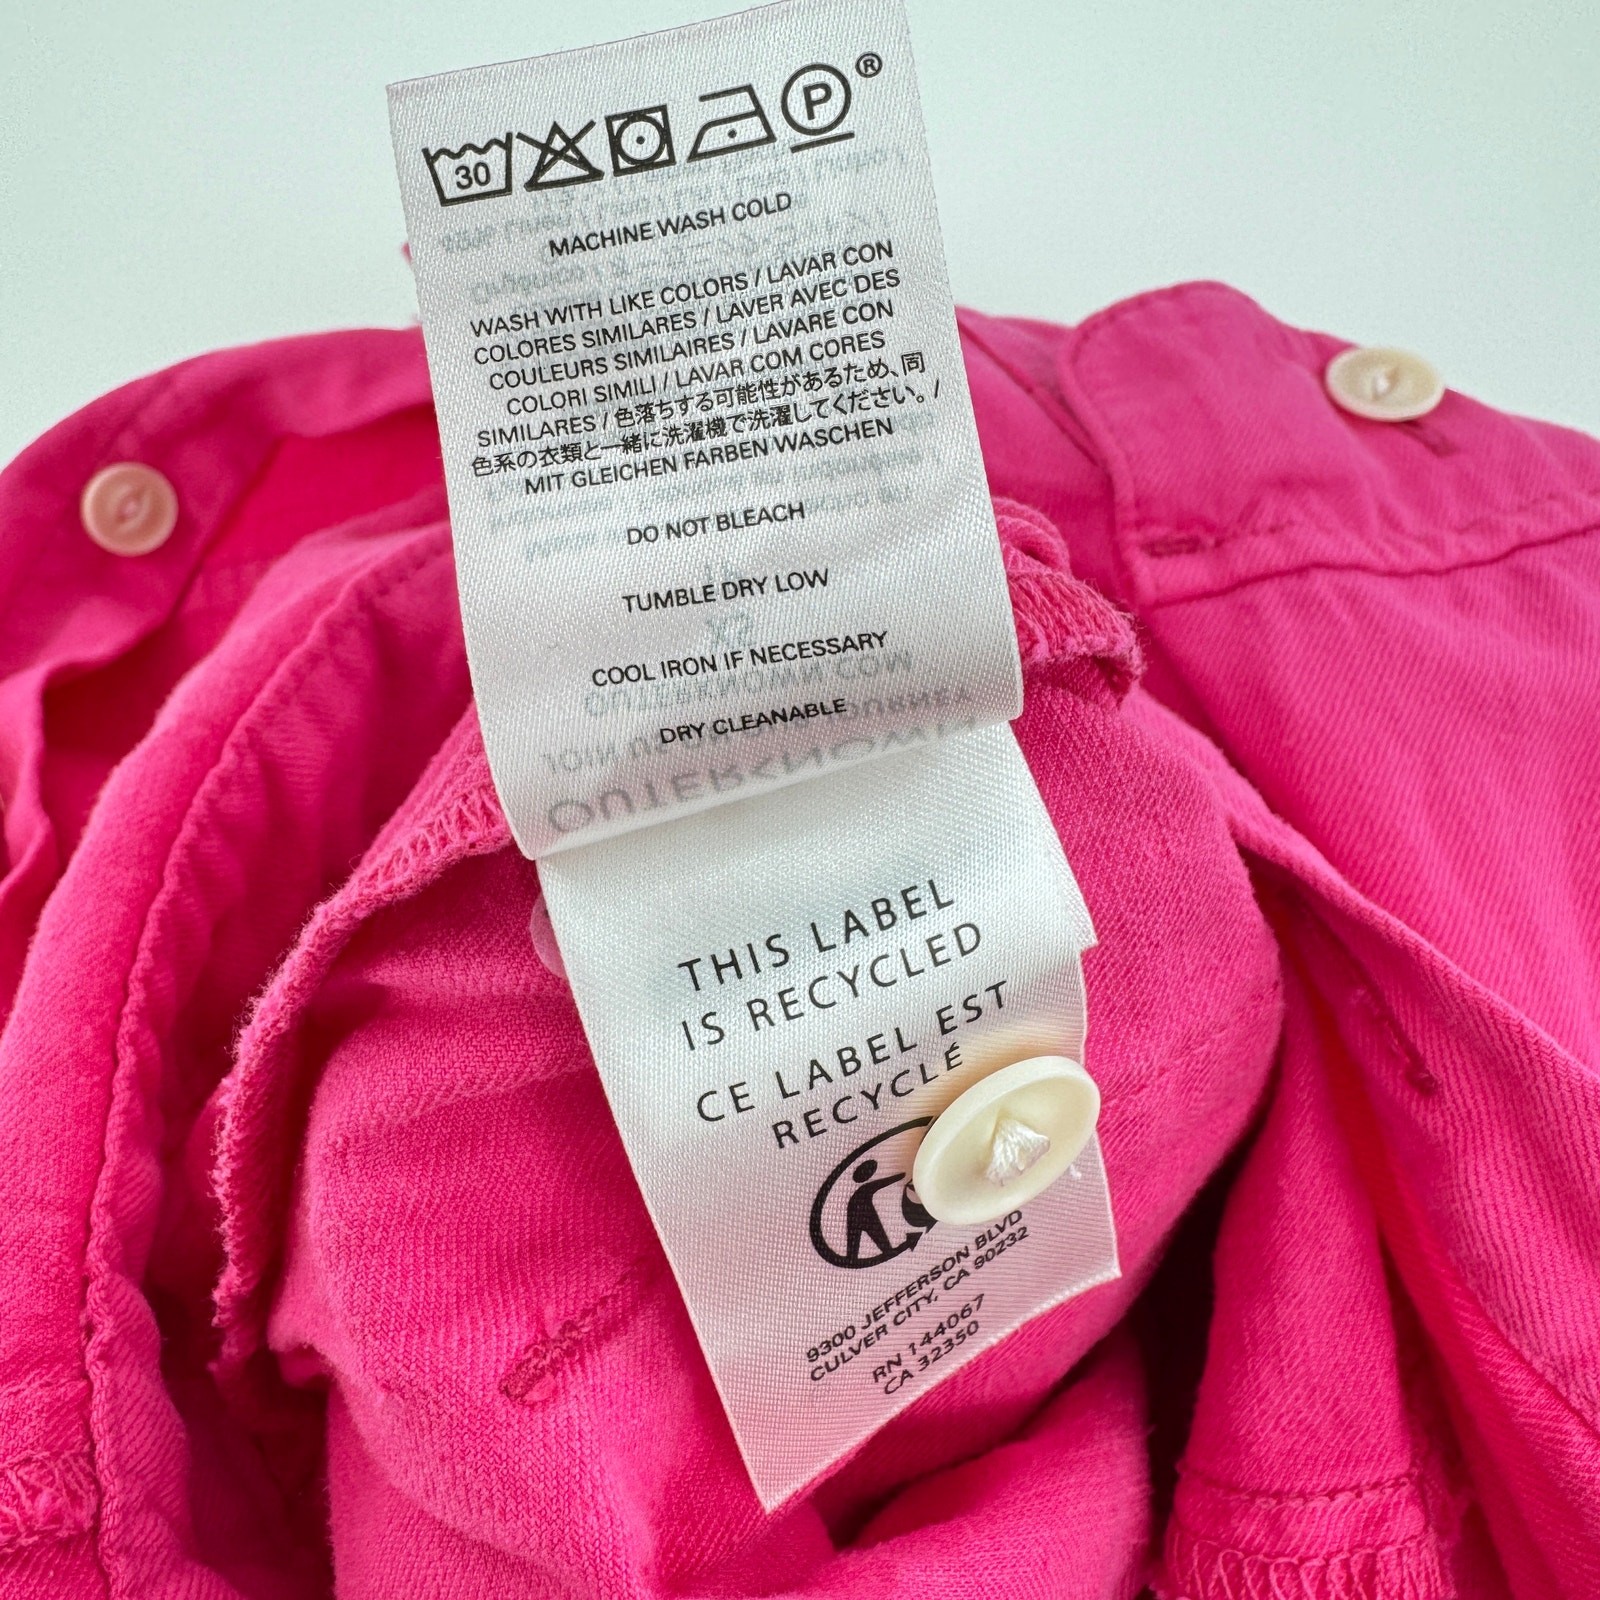 30
P®
MACHINE WASH COLD
WASH WITH LIKE COLORS / LAVAR CON
COLORES SIMILARES / LAVER AVEC DES
COULEURS SIMILAIRES / LAVARE CON
COLORI SIMILI / LAVAR COM CORES
SIMILARES / 色落ちする可能性があるため、同
色系の衣類と一緒に洗濯機で洗濯してください。/
MIT GLEICHEN FARBEN WASCHEN
DO NOT BLEACH
TUMBLE DRY LOW
COOL IRON IF NECESSARY
DRY CLEANABLE
OUTERKNOWN.COM
OUTERKNOWN
THIS LABEL
IS RECYCLED
CE LABEL EST
RECYCLÉ
9300 JEFFERSON BLVD
CULVER CITY, CA 90232
RN 144067
CA 32350